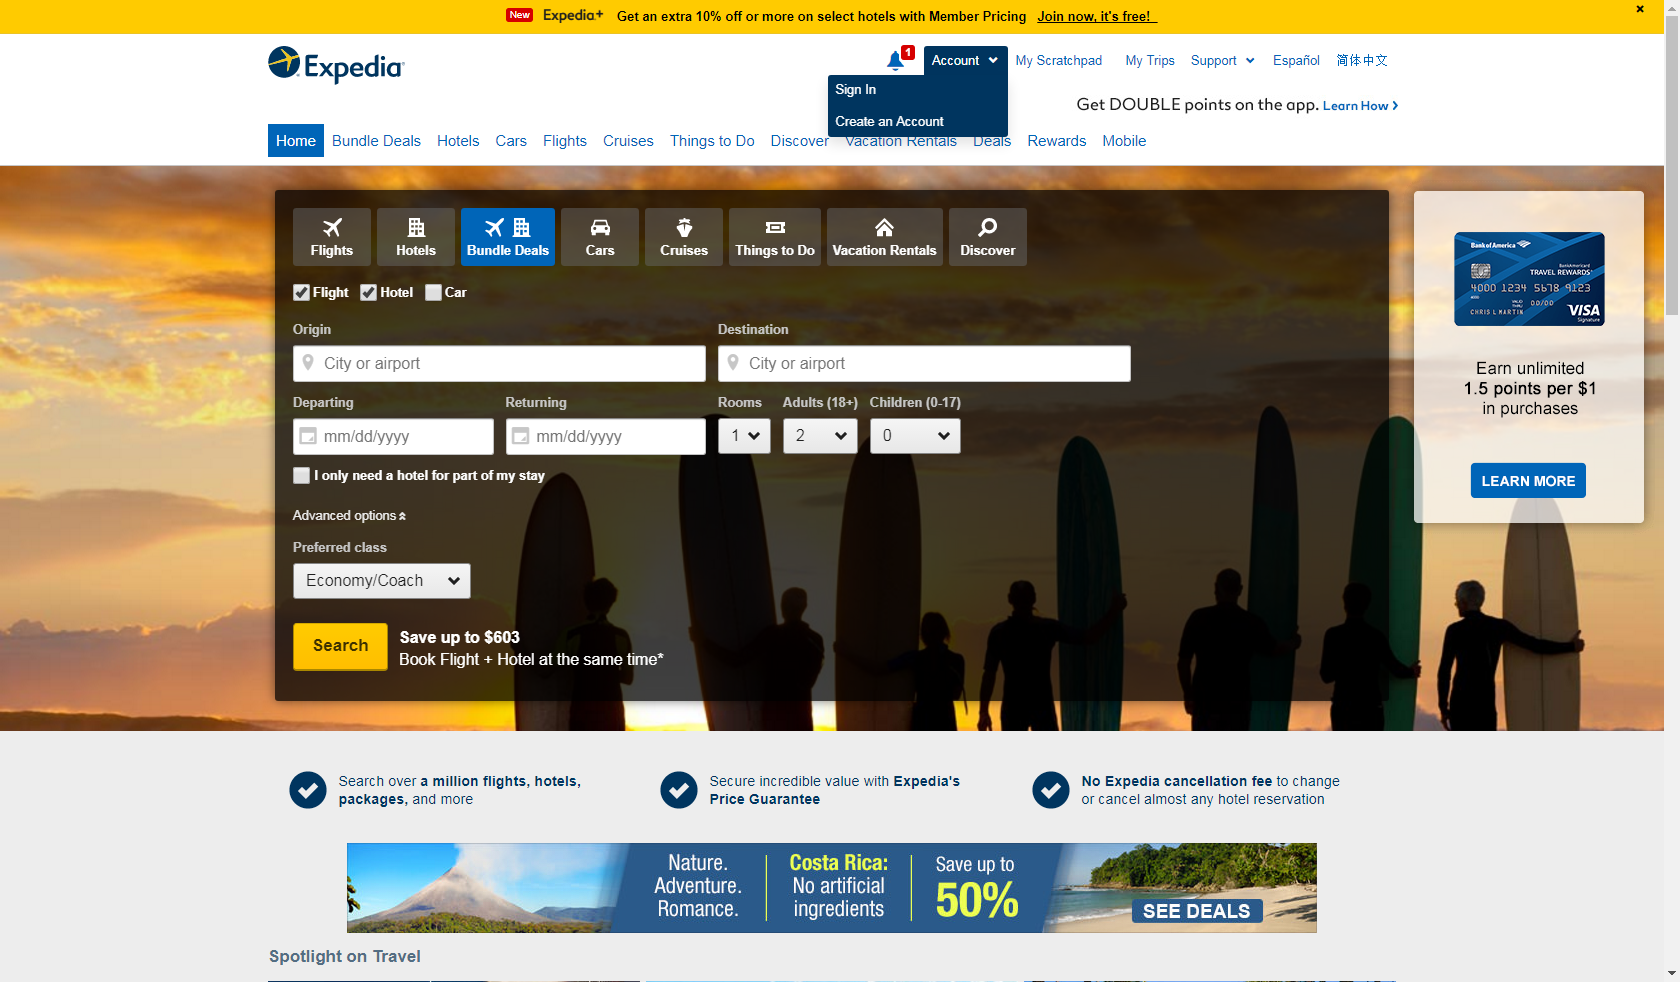 New Expedia+ Get an extra 10% off or more on select hotels with Member Pricing Join now, it's free!
Expedia
1
Account My Scratchpad My Trips Support Español 简体中文
Sign In
Create an Account
Get DOUBLE points on the app. Learn How
Home Bundle Deals Hotels Cars Flights Cruises Things to Do Discover Vacation Rentals Deals Rewards Mobile
Flights Hotels Bundle Deals Cars Cruises Things to Do Vacation Rentals Discover
Flight Hotel Car
Origin Destination
City or airport City or airport
Departing Returning Rooms Adults (18+) Children (0-17)
mm/dd/yyyy mm/dd/yyyy 1 2 0
I only need a hotel for part of my stay
Advanced options
Preferred class
Economy/Coach
Search
Save up to $603
Book Flight + Hotel at the same time*
Bank of America
BankAmericard
TRAVEL REWARDS
4000 1234 5678 9123
VALID THRU 00/00
CHRIS L MARTIN
VISA
Signature
Earn unlimited
1.5 points per $1
in purchases
LEARN MORE
Search over a million flights, hotels,
packages, and more
Secure incredible value with Expedia's
Price Guarantee
No Expedia cancellation fee to change
or cancel almost any hotel reservation
Nature.
Adventure.
Romance.
Costa Rica:
No artificial
ingredients
Save up to
50%
SEE DEALS
Spotlight on Travel